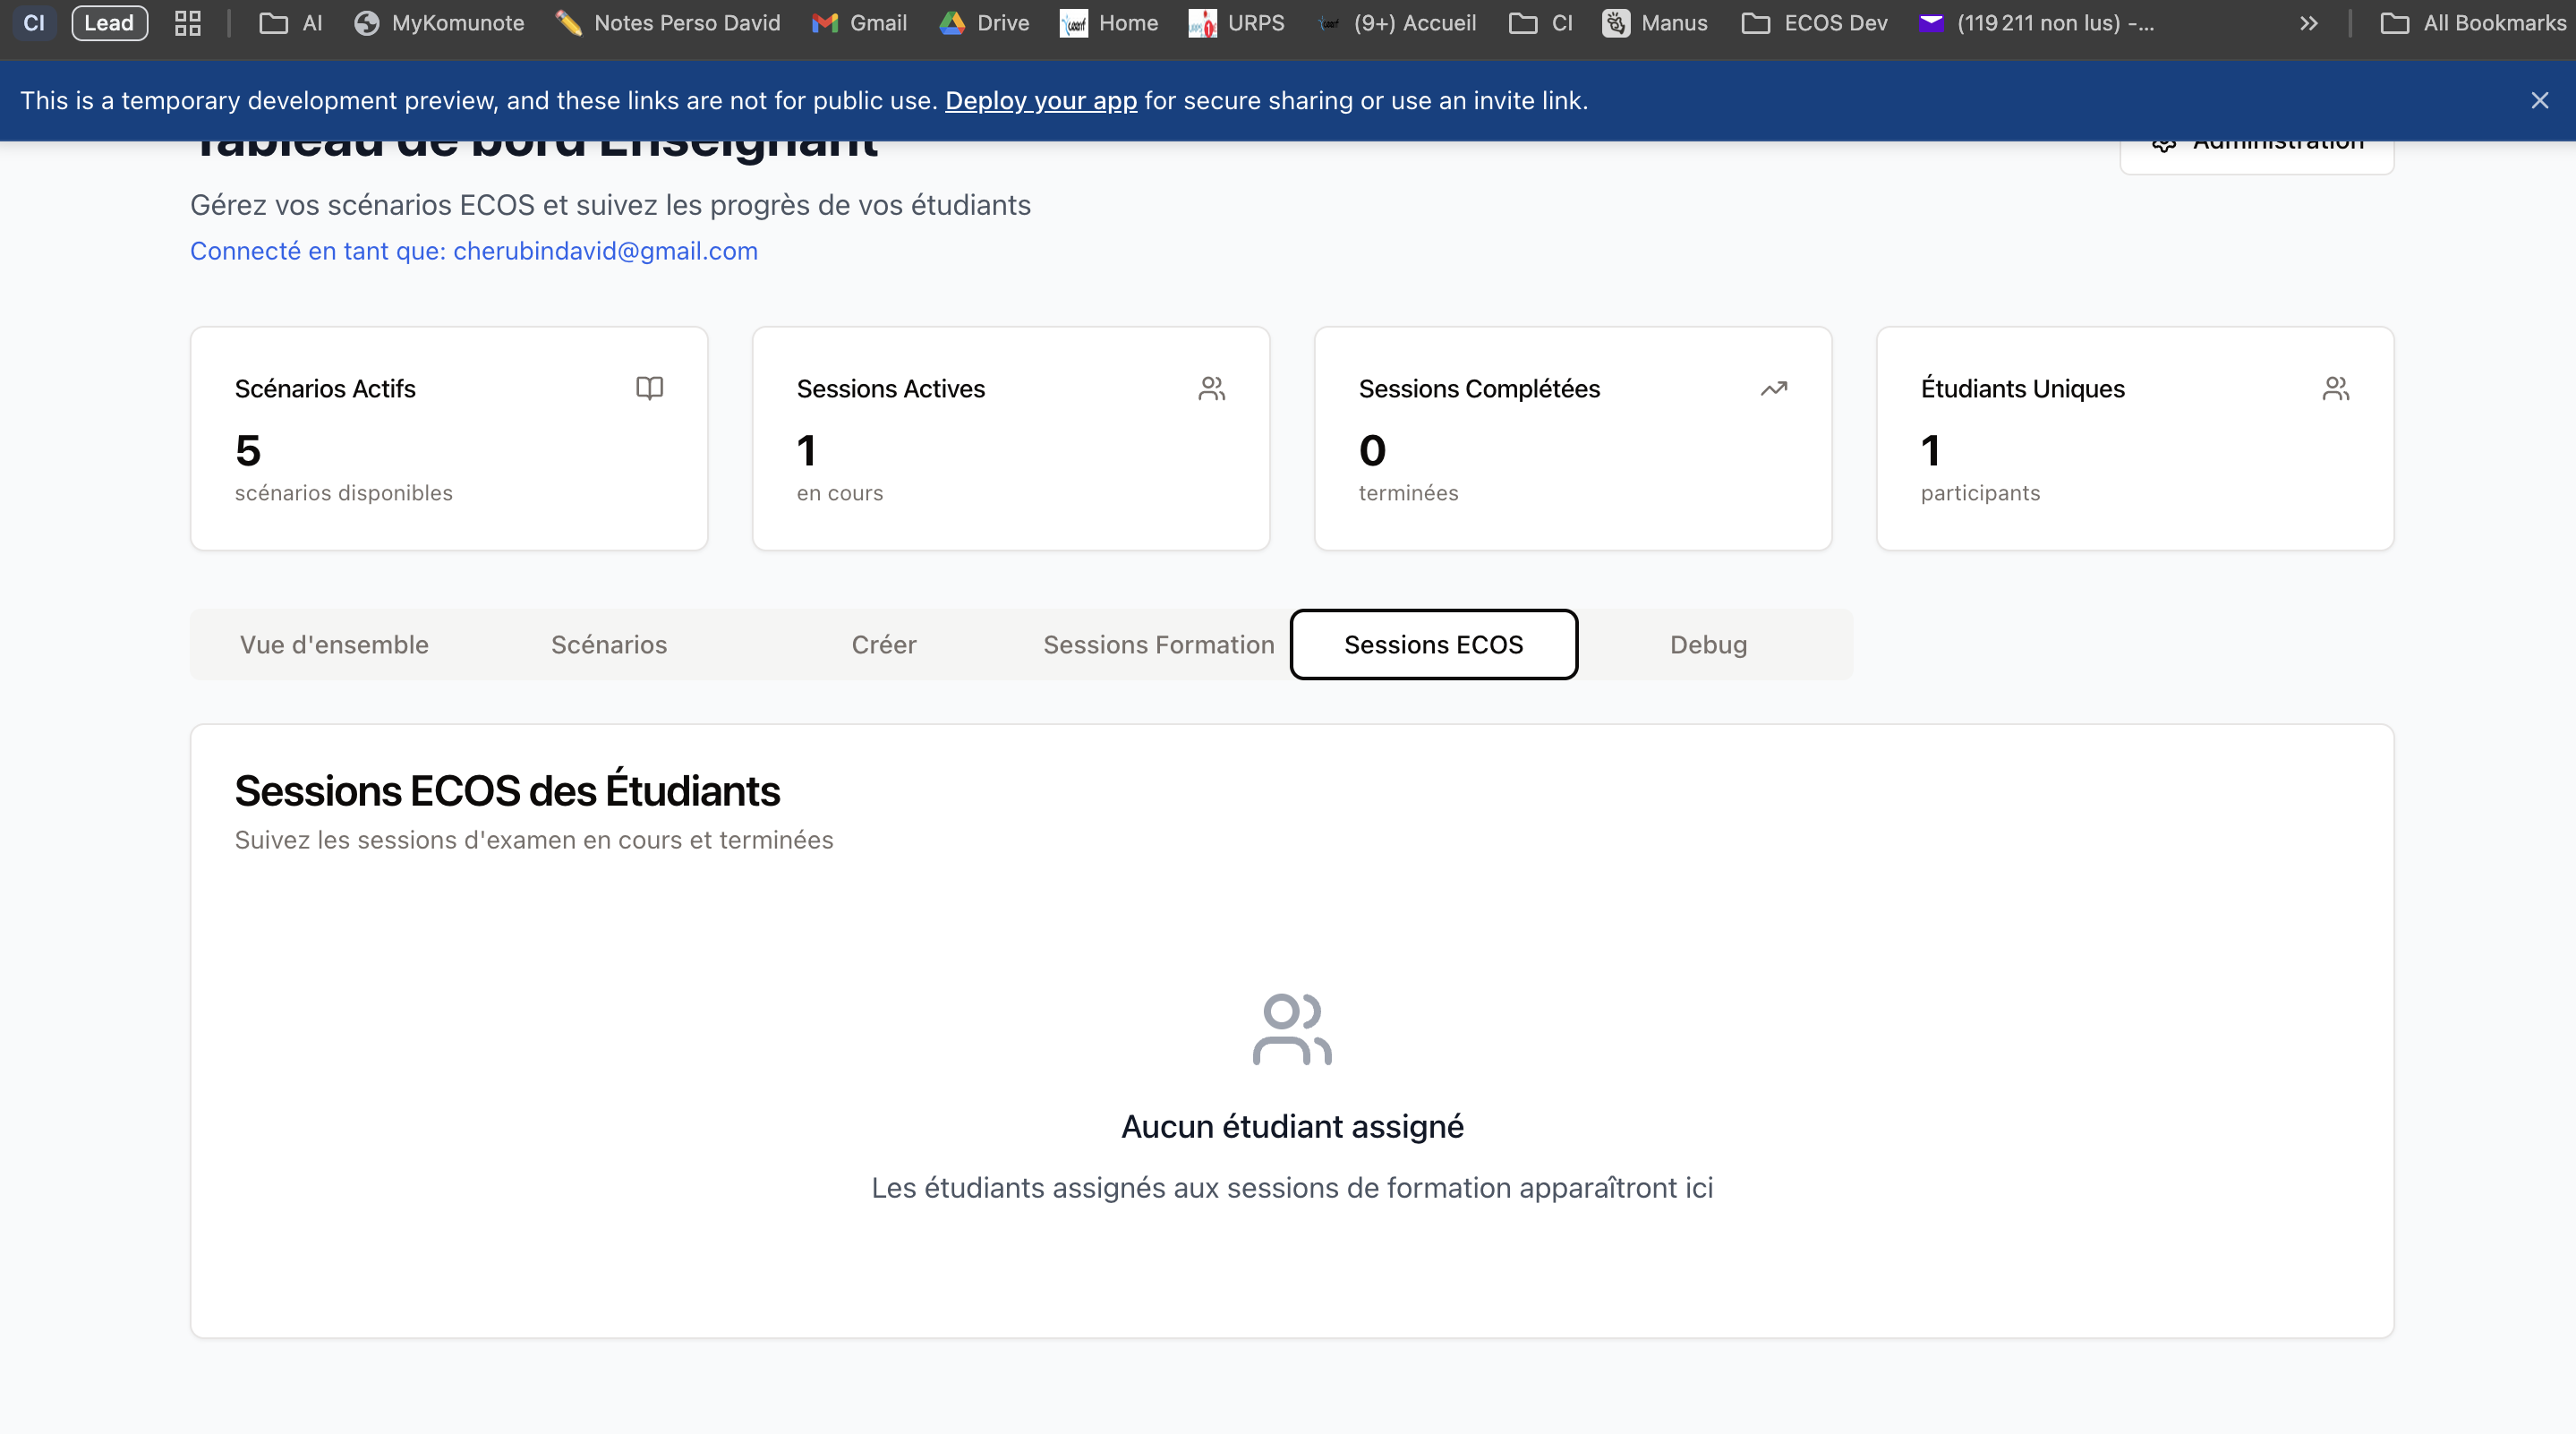 CI Lead AI MyKomunote Notes Perso David Gmail Drive Home URPS (9+) Accueil CI Manus ECOS Dev (119 211 non lus) -... All Bookmarks
This is a temporary development preview, and these links are not for public use. Deploy your app for secure sharing or use an invite link.
Tableau de bord Enseignant
Administration
Gérez vos scénarios ECOS et suivez les progrès de vos étudiants
Connecté en tant que: cherubindavid@gmail.com
Scénarios Actifs
5
scénarios disponibles
Sessions Actives
1
en cours
Sessions Complétées
0
terminées
Étudiants Uniques
1
participants
Vue d'ensemble Scénarios Créer Sessions Formation Sessions ECOS Debug
Sessions ECOS des Étudiants
Suivez les sessions d'examen en cours et terminées
Aucun étudiant assigné
Les étudiants assignés aux sessions de formation apparaîtront ici